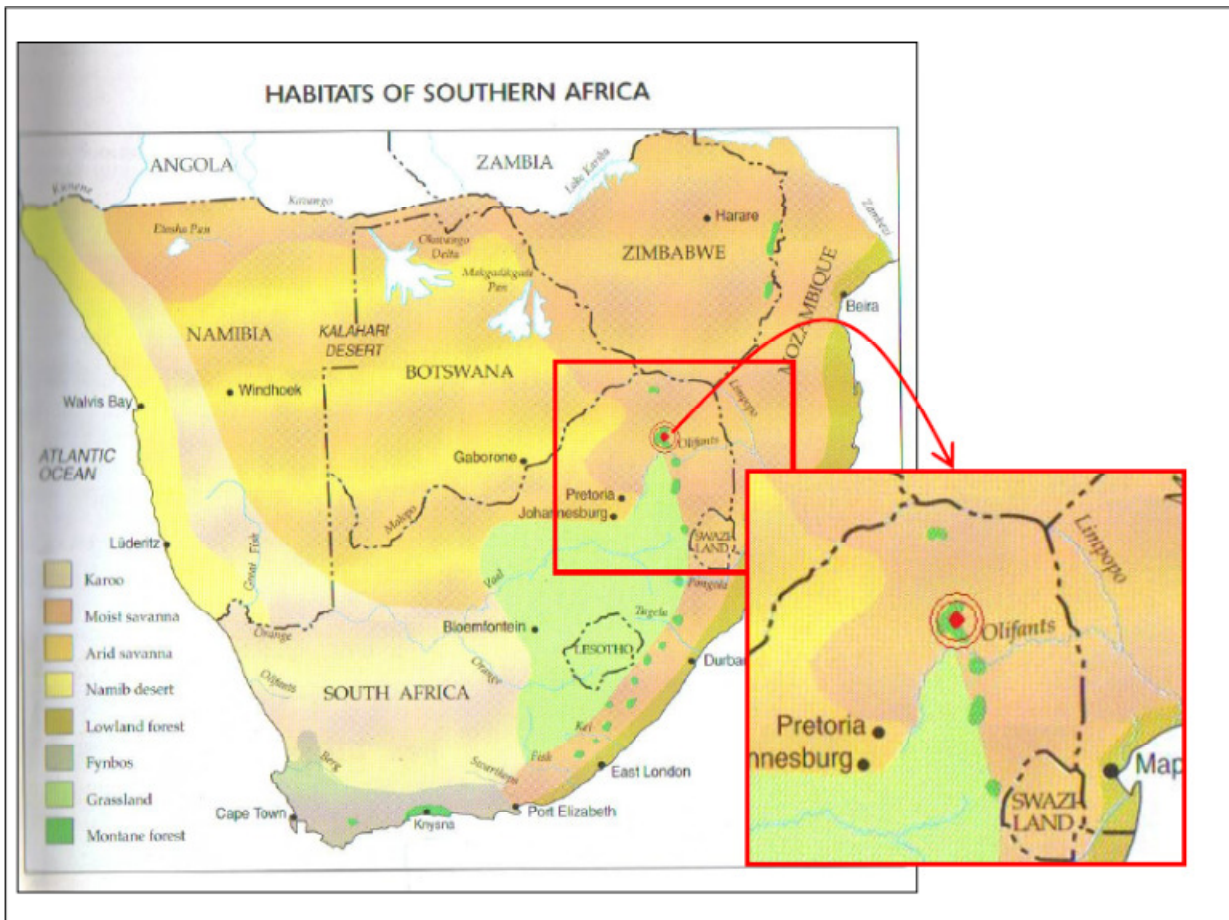 HABITATS OF SOUTHERN AFRICA
ANGOLA
ZAMBIA
Kunene
Kavango
Lake Kariba
Zambezi
Etosha Pan
Okavango
Delta
Harare
ZIMBABWE
Makgadikgadi
Pan
MOZAMBIQUE
Beira
NAMIBIA
KALAHARI
DESERT
BOTSWANA
Windhoek
Walvis Bay
Limpopo
ATLANTIC
OCEAN
Gaborone
Olifants
Pretoria
Johannesburg
Molopo
SWAZI
LAND
Lüderitz
Great Fish
Vaal
Pongola
Tugela
Orange
Bloemfontein
LESOTHO
Durba
Olifants
Orange
SOUTH AFRICA
Kei
Berg
Swartkops
Fish
East London
Cape Town
Knysna
Port Elizabeth
Karoo
Moist savanna
Arid savanna
Namib desert
Lowland forest
Fynbos
Grassland
Montane forest
Limpopo
Olifants
Pretoria
nnesburg
Map
SWAZI
LAND